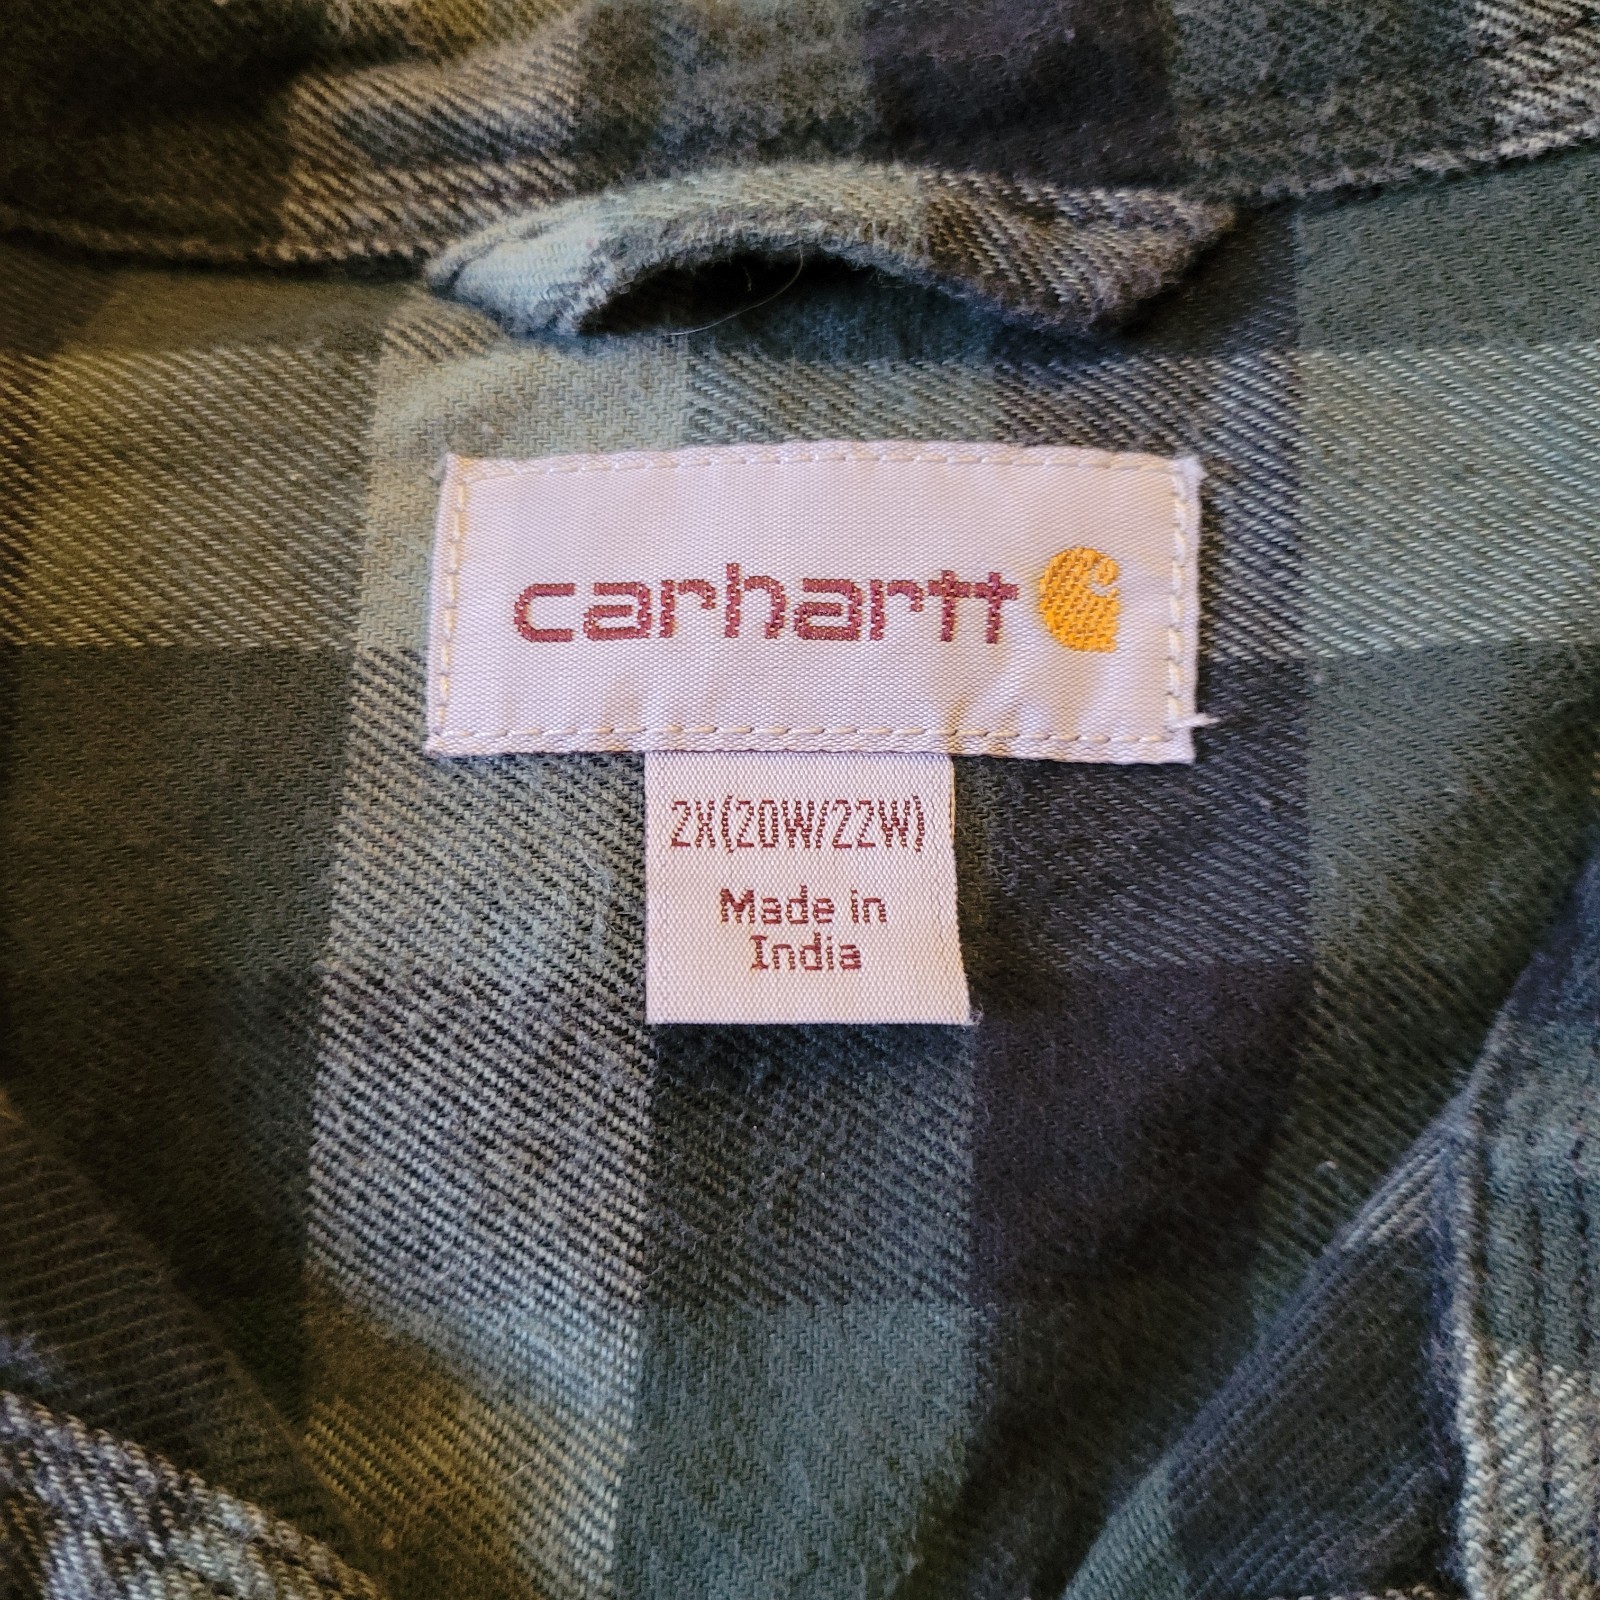 carhartt
2X(20W/22W)
Made in
India